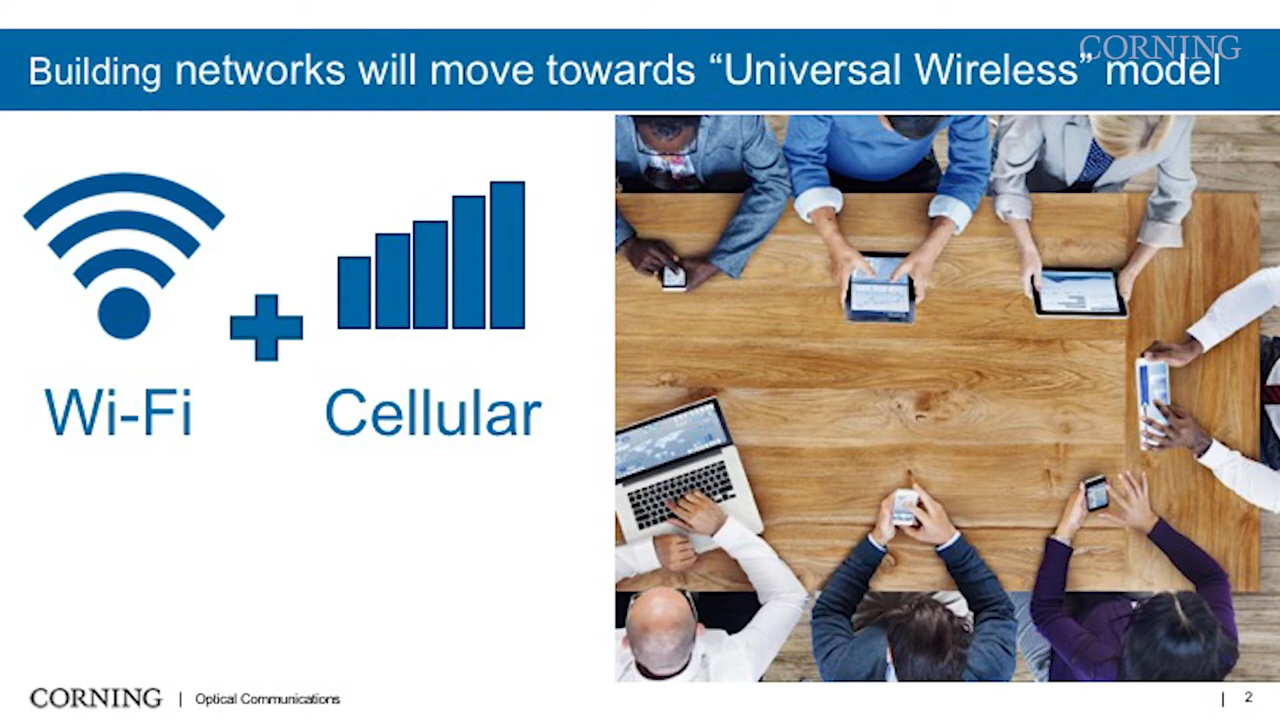 Building networks will move towards “Universal Wireless” model
CORNING
Wi-Fi
Cellular
CORNING | Optical Communications
| 2